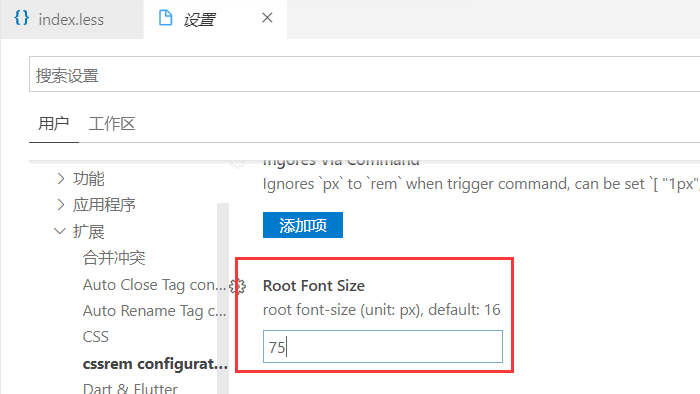 {} index.less
设置
搜索设置
用户 工作区
功能
应用程序
扩展
合并冲突
Auto Close Tag con...
Auto Rename Tag c...
CSS
cssrem configurat...
Dart & Flutter
Ingores Via Command
Ignores `px` to `rem` when trigger command, can be set `[ "1px",
添加项
Root Font Size
root font-size (unit: px), default: 16
75